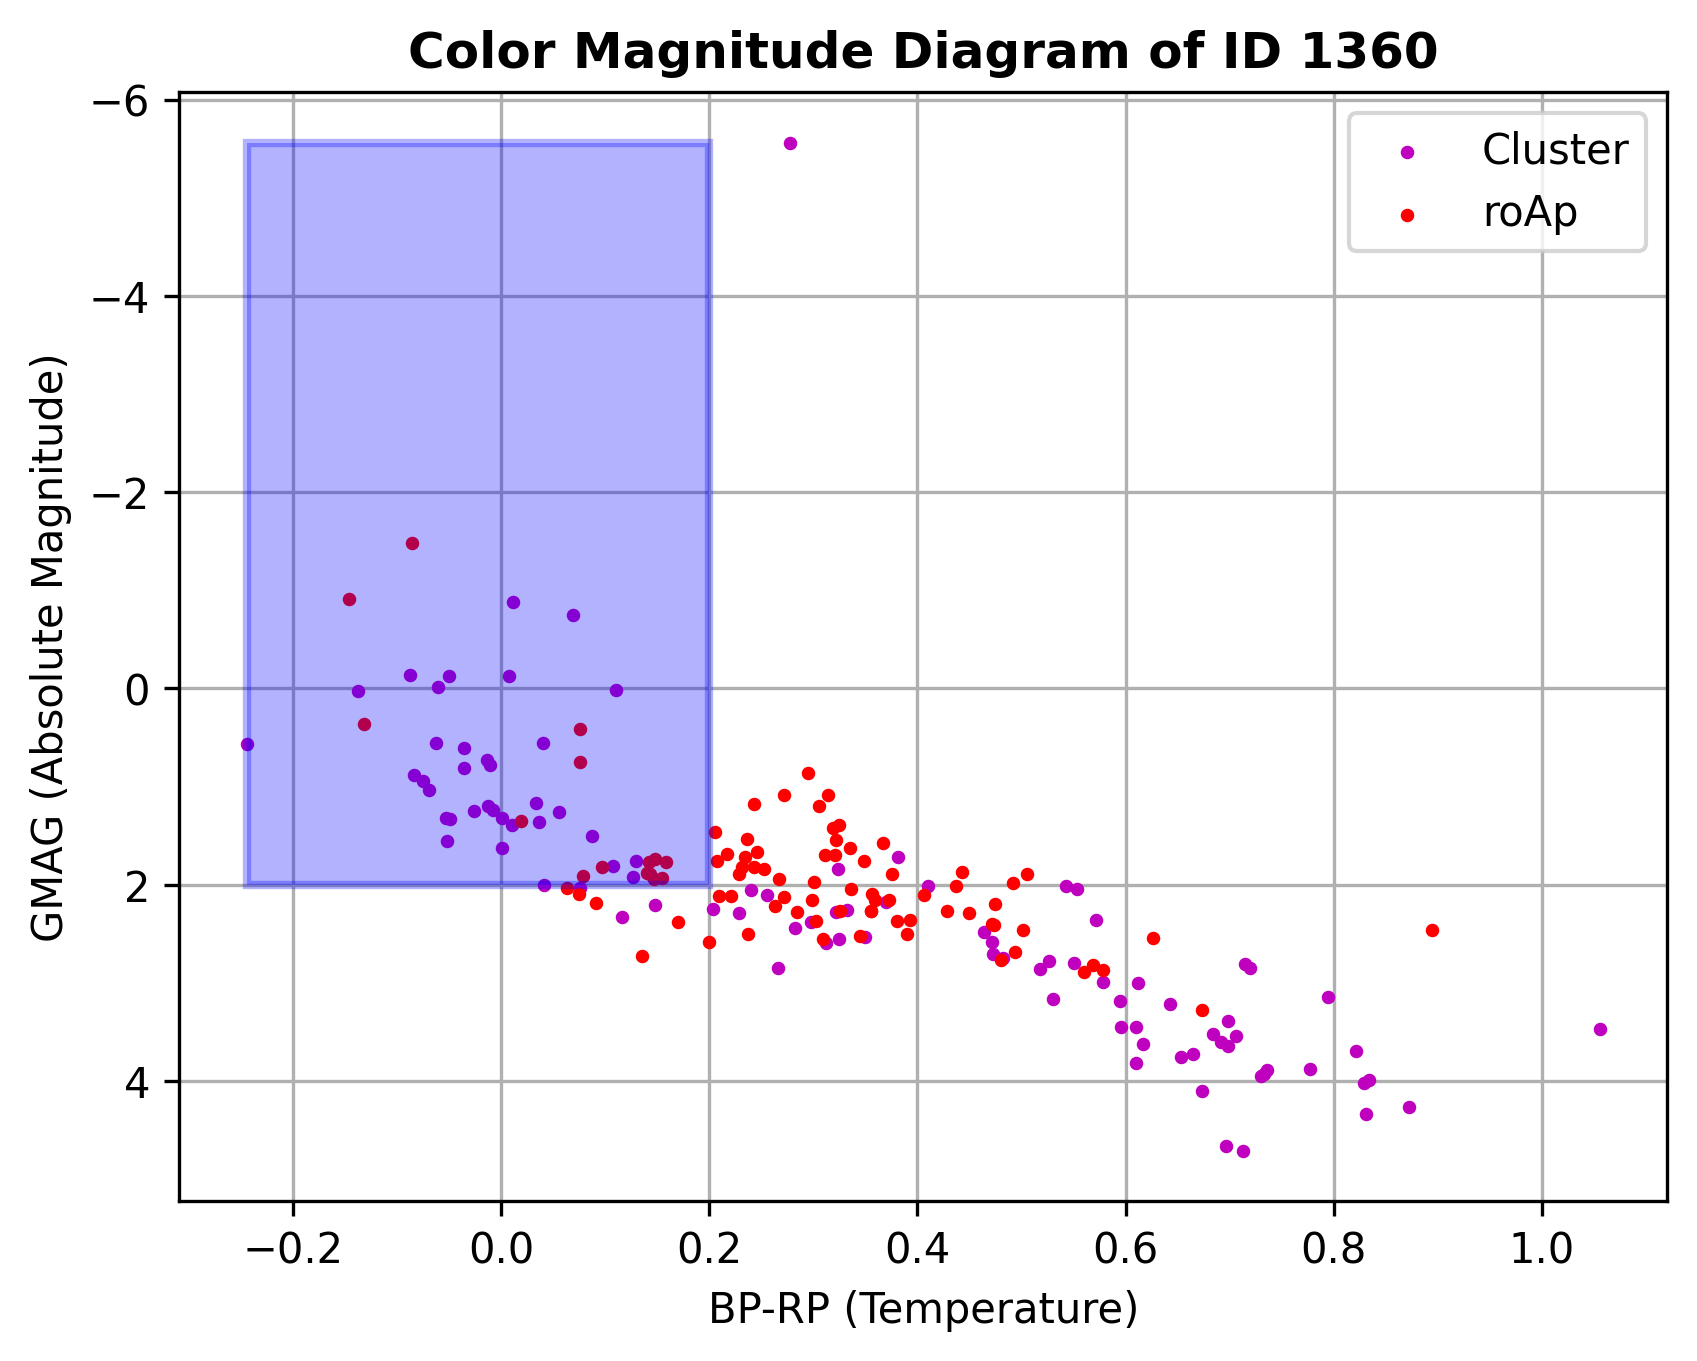 Color Magnitude Diagram of ID 1360
Cluster
roAp
GMAG (Absolute Magnitude)
−6
−4
−2
0
2
4
−0.2 0.0 0.2 0.4 0.6 0.8 1.0
BP-RP (Temperature)